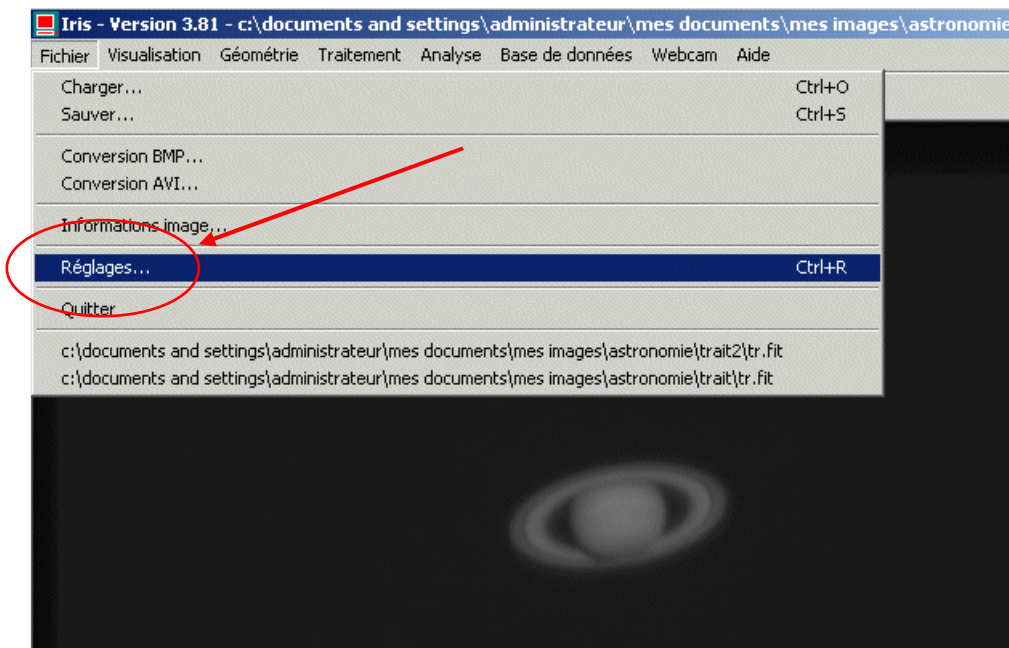 Iris - Version 3.81 - c:\documents and settings\administrateur\mes documents\mes images\astronomie
Fichier Visualisation Géométrie Traitement Analyse Base de données Webcam Aide
Charger... Ctrl+O
Sauver... Ctrl+S
Conversion BMP...
Conversion AVI...
Informations image...
Réglages... Ctrl+R
Quitter
c:\documents and settings\administrateur\mes documents\mes images\astronomie\trait2\tr.fit
c:\documents and settings\administrateur\mes documents\mes images\astronomie\trait\tr.fit